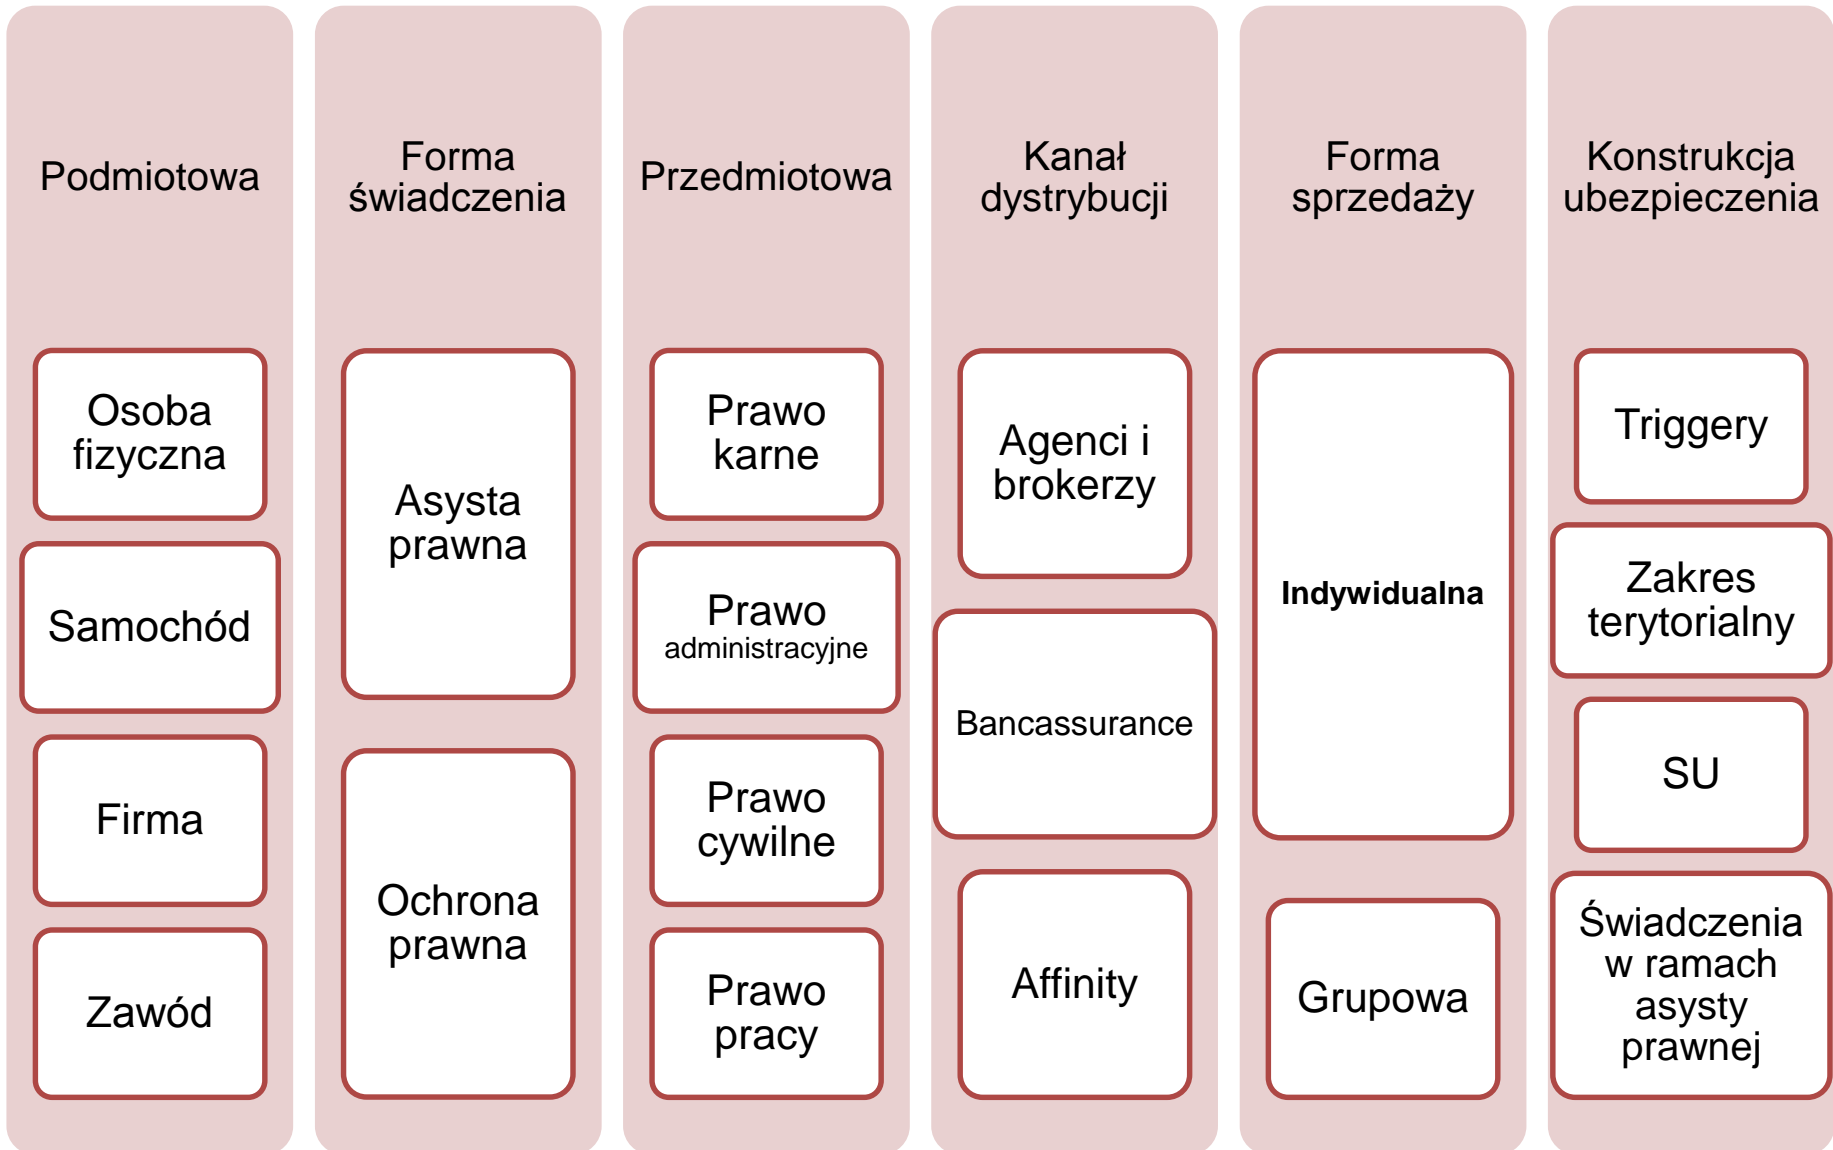 Podmiotowa
Osoba
fizyczna
Samochód
Firma
Zawód
Forma
świadczenia
Asysta
prawna
Ochrona
prawna
Przedmiotowa
Prawo
karne
Prawo
administracyjne
Prawo
cywilne
Prawo
pracy
Kanał
dystrybucji
Agenci i
brokerzy
Bancassurance
Affinity
Forma
sprzedaży
Indywidualna
Grupowa
Konstrukcja
ubezpieczenia
Triggery
Zakres
terytorialny
SU
Świadczenia
w ramach
asysty
prawnej